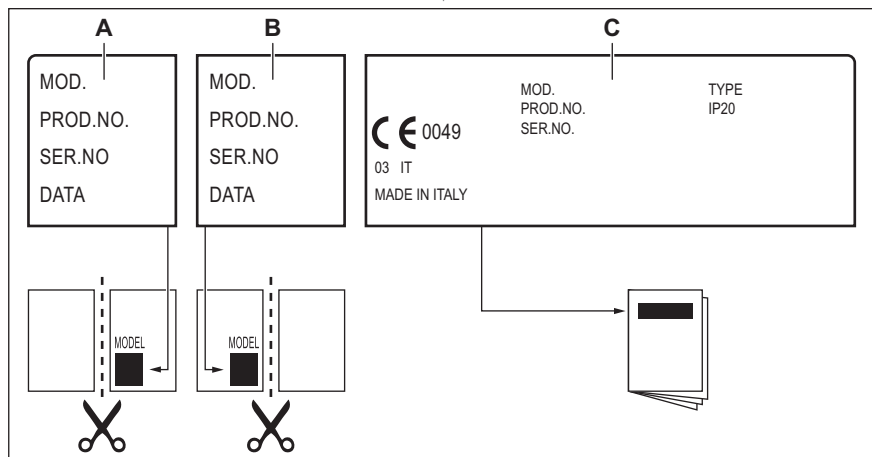 A
B
C
MOD.
PROD.NO.
SER.NO
DATA
MOD.
PROD.NO.
SER.NO
DATA
MOD.
PROD.NO.
SER.NO.
TYPE
IP20
CE 0049
03 IT
MADE IN ITALY
MODEL
MODEL